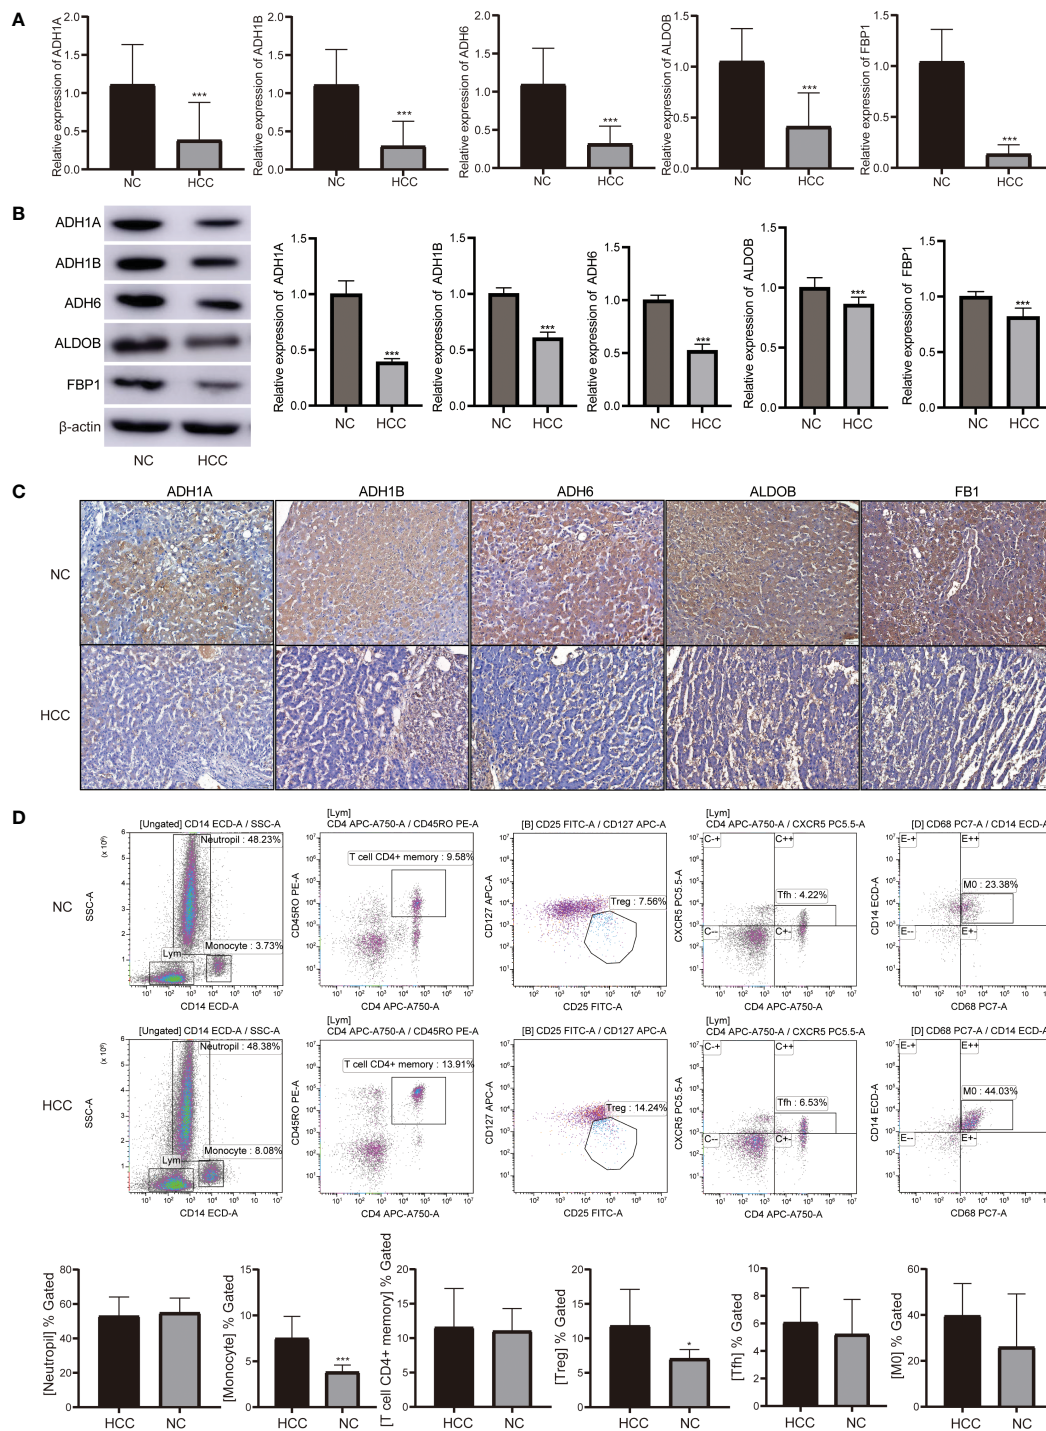 A
Relative expression of ADH1A
2.0
1.5
1.0
0.5
0.0
***
NC
HCC
Relative expression of ADH1B
2.0
1.5
1.0
0.5
0.0
***
NC
HCC
Relative expression of ADH6
2.0
1.5
1.0
0.5
0.0
***
NC
HCC
Relative expression of ALDOB
1.5
1.0
0.5
0.0
***
NC
HCC
Relative expression of FBP1
1.5
1.0
0.5
0.0
***
NC
HCC
B
ADH1A
ADH1B
ADH6
ALDOB
FBP1
β-actin
NC
HCC
Relative expression of ADH1A
1.5
1.0
0.5
0.0
***
NC
HCC
Relative expression of ADH1B
1.5
1.0
0.5
0.0
***
NC
HCC
Relative expression of ADH6
1.5
1.0
0.5
0.0
***
NC
HCC
Relative expression of ALDOB
1.5
1.0
0.5
0.0
***
NC
HCC
Relative expression of FBP1
1.5
1.0
0.5
0.0
***
NC
HCC
C
ADH1A
ADH1B
ADH6
ALDOB
FB1
NC
HCC
D
NC
[Ungated] CD14 ECD-A / SSC-A
(x 10⁶)
SSC-A
Neutropil : 48.23%
Monocyte : 3.73%
Lym
CD14 ECD-A
[Lym]
CD4 APC-A750-A / CD45RO PE-A
T cell CD4+ memory : 9.58%
CD45RO PE-A
CD4 APC-A750-A
[B] CD25 FITC-A / CD127 APC-A
Treg : 7.56%
CD127 APC-A
CD25 FITC-A
[Lym]
CD4 APC-A750-A / CXCR5 PC5.5-A
C-+
C++
Tfh : 4.22%
C--
C+-
CXCR5 PC5.5-A
CD4 APC-A750-A
[D] CD68 PC7-A / CD14 ECD-A
E-+
E++
M0 : 23.38%
E--
E+-
CD14 ECD-A
CD68 PC7-A
HCC
[Ungated] CD14 ECD-A / SSC-A
(x 10⁶)
SSC-A
Neutropil : 48.38%
Monocyte : 8.08%
Lym
CD14 ECD-A
[Lym]
CD4 APC-A750-A / CD45RO PE-A
T cell CD4+ memory : 13.91%
CD45RO PE-A
CD4 APC-A750-A
[B] CD25 FITC-A / CD127 APC-A
Treg : 14.24%
CD127 APC-A
CD25 FITC-A
[Lym]
CD4 APC-A750-A / CXCR5 PC5.5-A
C-+
C++
Tfh : 6.53%
C--
C+-
CXCR5 PC5.5-A
CD4 APC-A750-A
[D] CD68 PC7-A / CD14 ECD-A
E-+
E++
M0 : 44.03%
E--
E+-
CD14 ECD-A
CD68 PC7-A
[Neutropil] % Gated
80
60
40
20
0
HCC
NC
[Monocyte] % Gated
15
10
5
0
***
HCC
NC
[T cell CD4+ memory] % Gated
20
15
10
5
0
HCC
NC
[Treg] % Gated
20
15
10
5
0
*
HCC
NC
[Tfh] % Gated
10
8
6
4
2
0
HCC
NC
[M0] % Gated
60
40
20
0
HCC
NC